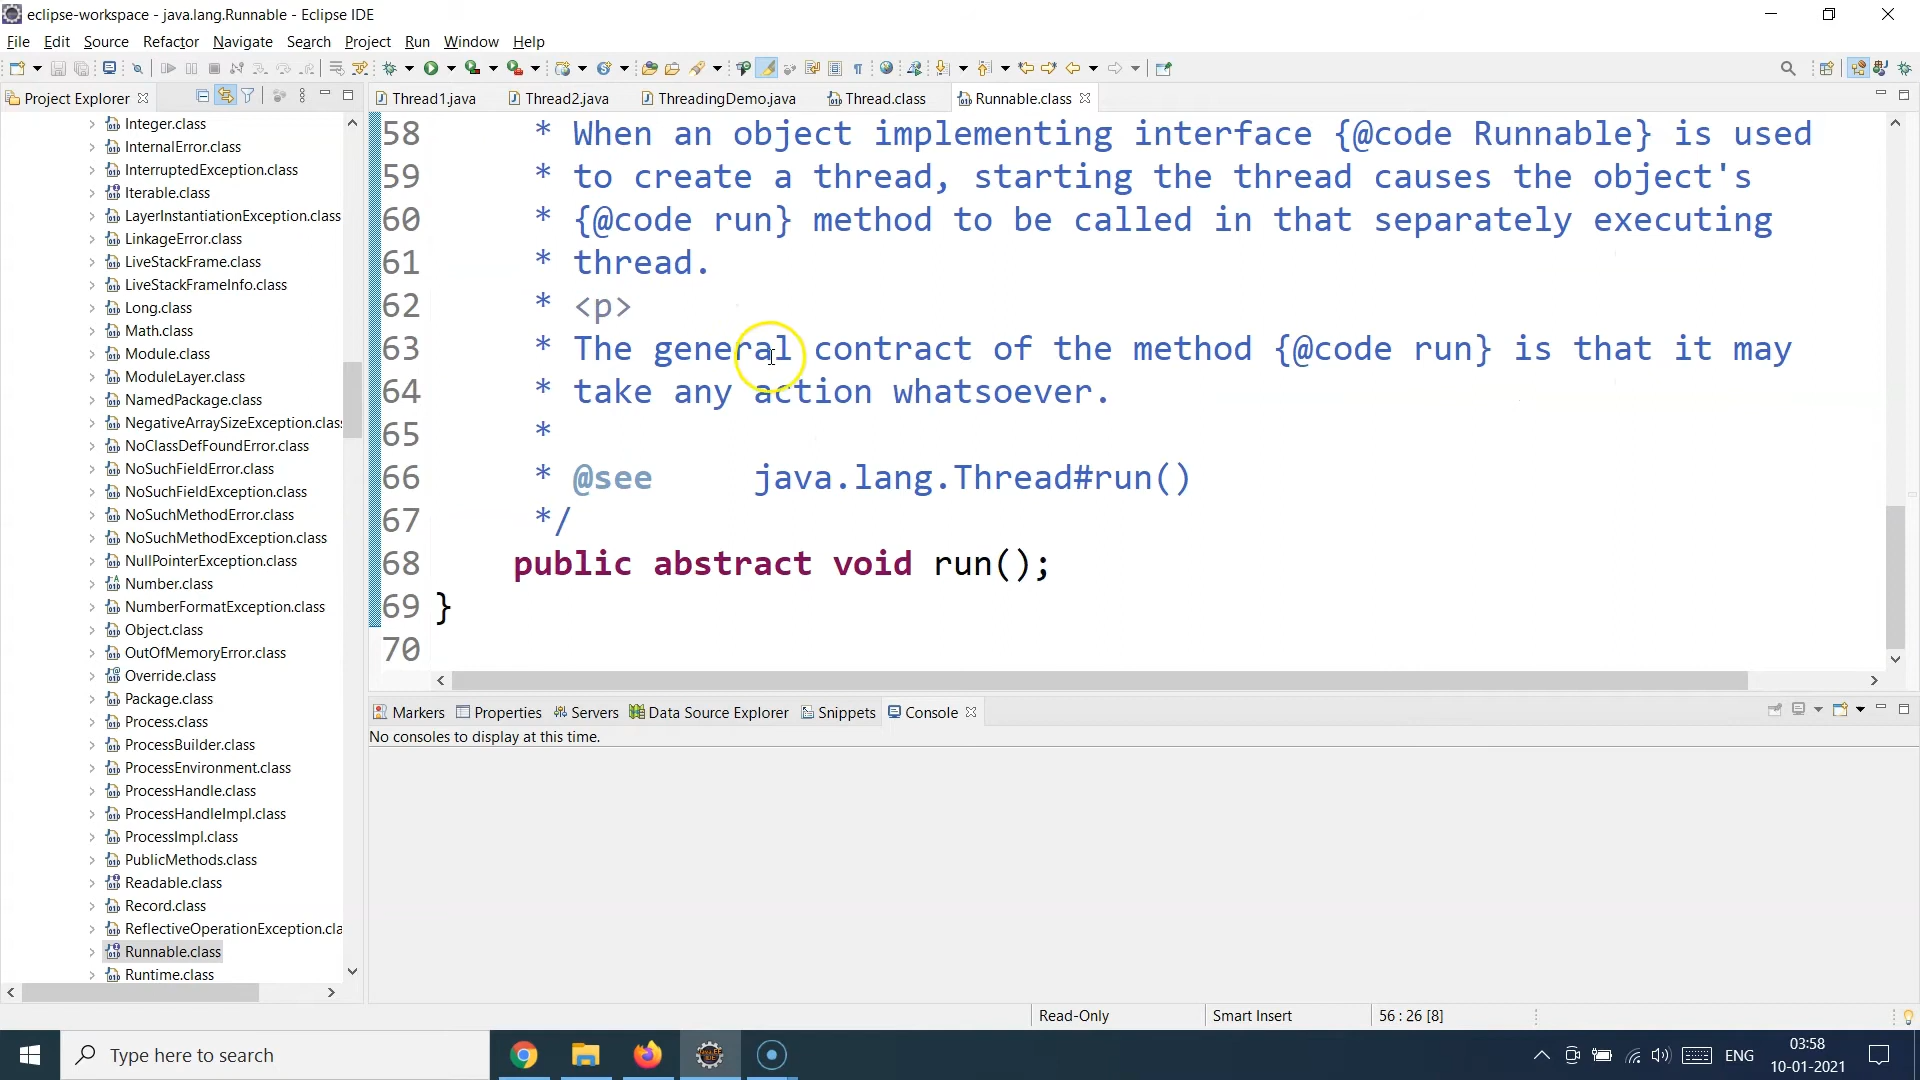 eclipse-workspace - java.lang.Runnable - Eclipse IDE
File Edit Source Refactor Navigate Search Project Run Window Help
Project Explorer
Thread1.java Thread2.java ThreadingDemo.java Thread.class Runnable.class
Integer.class
InternalError.class
InterruptedException.class
Iterable.class
LayerInstantiationException.class
LinkageError.class
LiveStackFrame.class
LiveStackFrameInfo.class
Long.class
Math.class
Module.class
ModuleLayer.class
NamedPackage.class
NegativeArraySizeException.clas
NoClassDefFoundError.class
NoSuchFieldError.class
NoSuchFieldException.class
NoSuchMethodError.class
NoSuchMethodException.class
NullPointerException.class
Number.class
NumberFormatException.class
Object.class
OutOfMemoryError.class
Override.class
Package.class
Process.class
ProcessBuilder.class
ProcessEnvironment.class
ProcessHandle.class
ProcessHandleImpl.class
ProcessImpl.class
PublicMethods.class
Readable.class
Record.class
ReflectiveOperationException.cla
Runnable.class
Runtime.class
58 * When an object implementing interface {@code Runnable} is used
59 * to create a thread, starting the thread causes the object's
60 * {@code run} method to be called in that separately executing
61 * thread.
62 * <p>
63 * The general contract of the method {@code run} is that it may
64 * take any action whatsoever.
65 *
66 * @see java.lang.Thread#run()
67 */
68 public abstract void run();
69 }
70
Markers Properties Servers Data Source Explorer Snippets Console
No consoles to display at this time.
Read-Only Smart Insert 56 : 26 [8]
Type here to search
ENG
03:58
10-01-2021